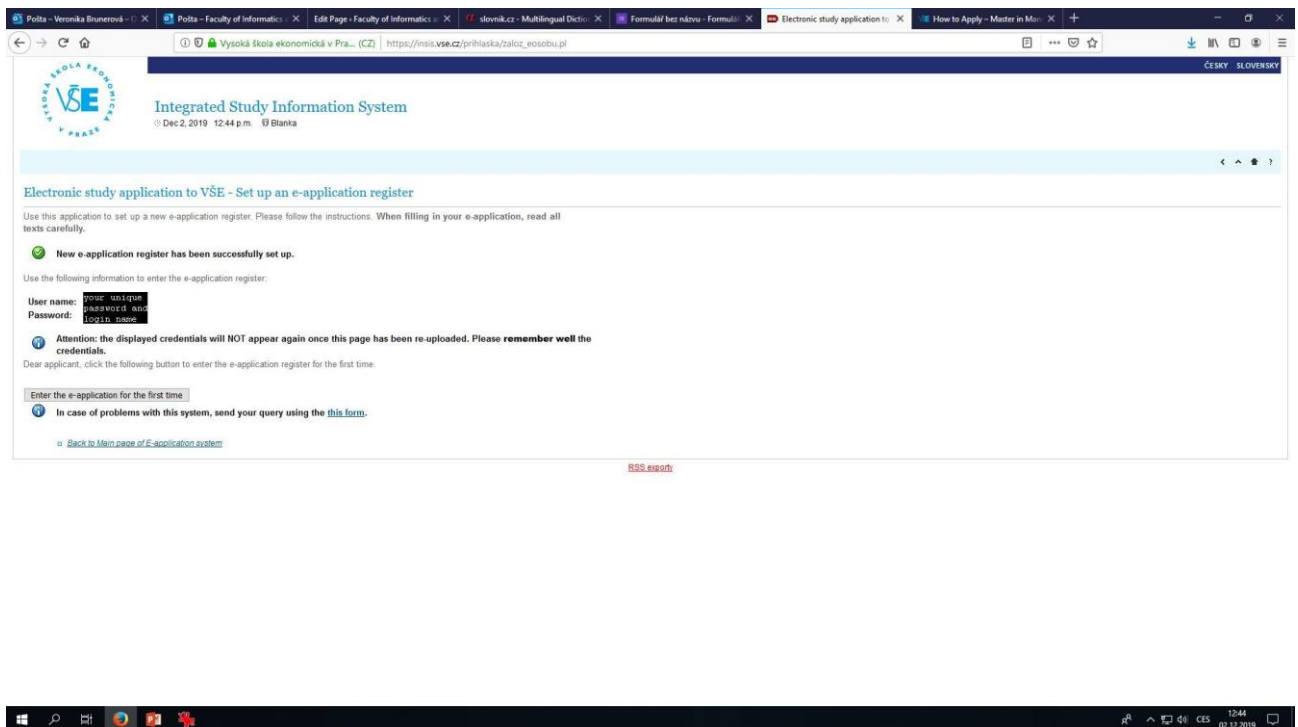 Pošta – Veronika Brunerová – O
Pošta – Faculty of Informatics
Edit Page ‹ Faculty of Informatics a
slovnik.cz - Multilingual Diction
Formulář bez názvu - Formulá
Electronic study application to
How to Apply – Master in Man
Vysoká škola ekonomická v Pra... (CZ)
https://insis.vse.cz/prihlaska/zaloz_eosobu.pl
ČESKY SLOVENSKY
VYSOKÁ ŠKOLA EKONOMICKÁ V PRAZE
VŠE
Integrated Study Information System
Dec 2, 2019 12:44 p.m. Blanka
Electronic study application to VŠE - Set up an e-application register
Use this application to set up a new e-application register. Please follow the instructions. When filling in your e-application, read all
texts carefully.
New e-application register has been successfully set up.
Use the following information to enter the e-application register:
User name: your unique
Password: password and
login name
Attention: the displayed credentials will NOT appear again once this page has been re-uploaded. Please remember well the
credentials.
Dear applicant, click the following button to enter the e-application register for the first time.
Enter the e-application for the first time
In case of problems with this system, send your query using the this form.
Back to Main page of E-application system
RSS exporty
CES
12:44
02.12.2019